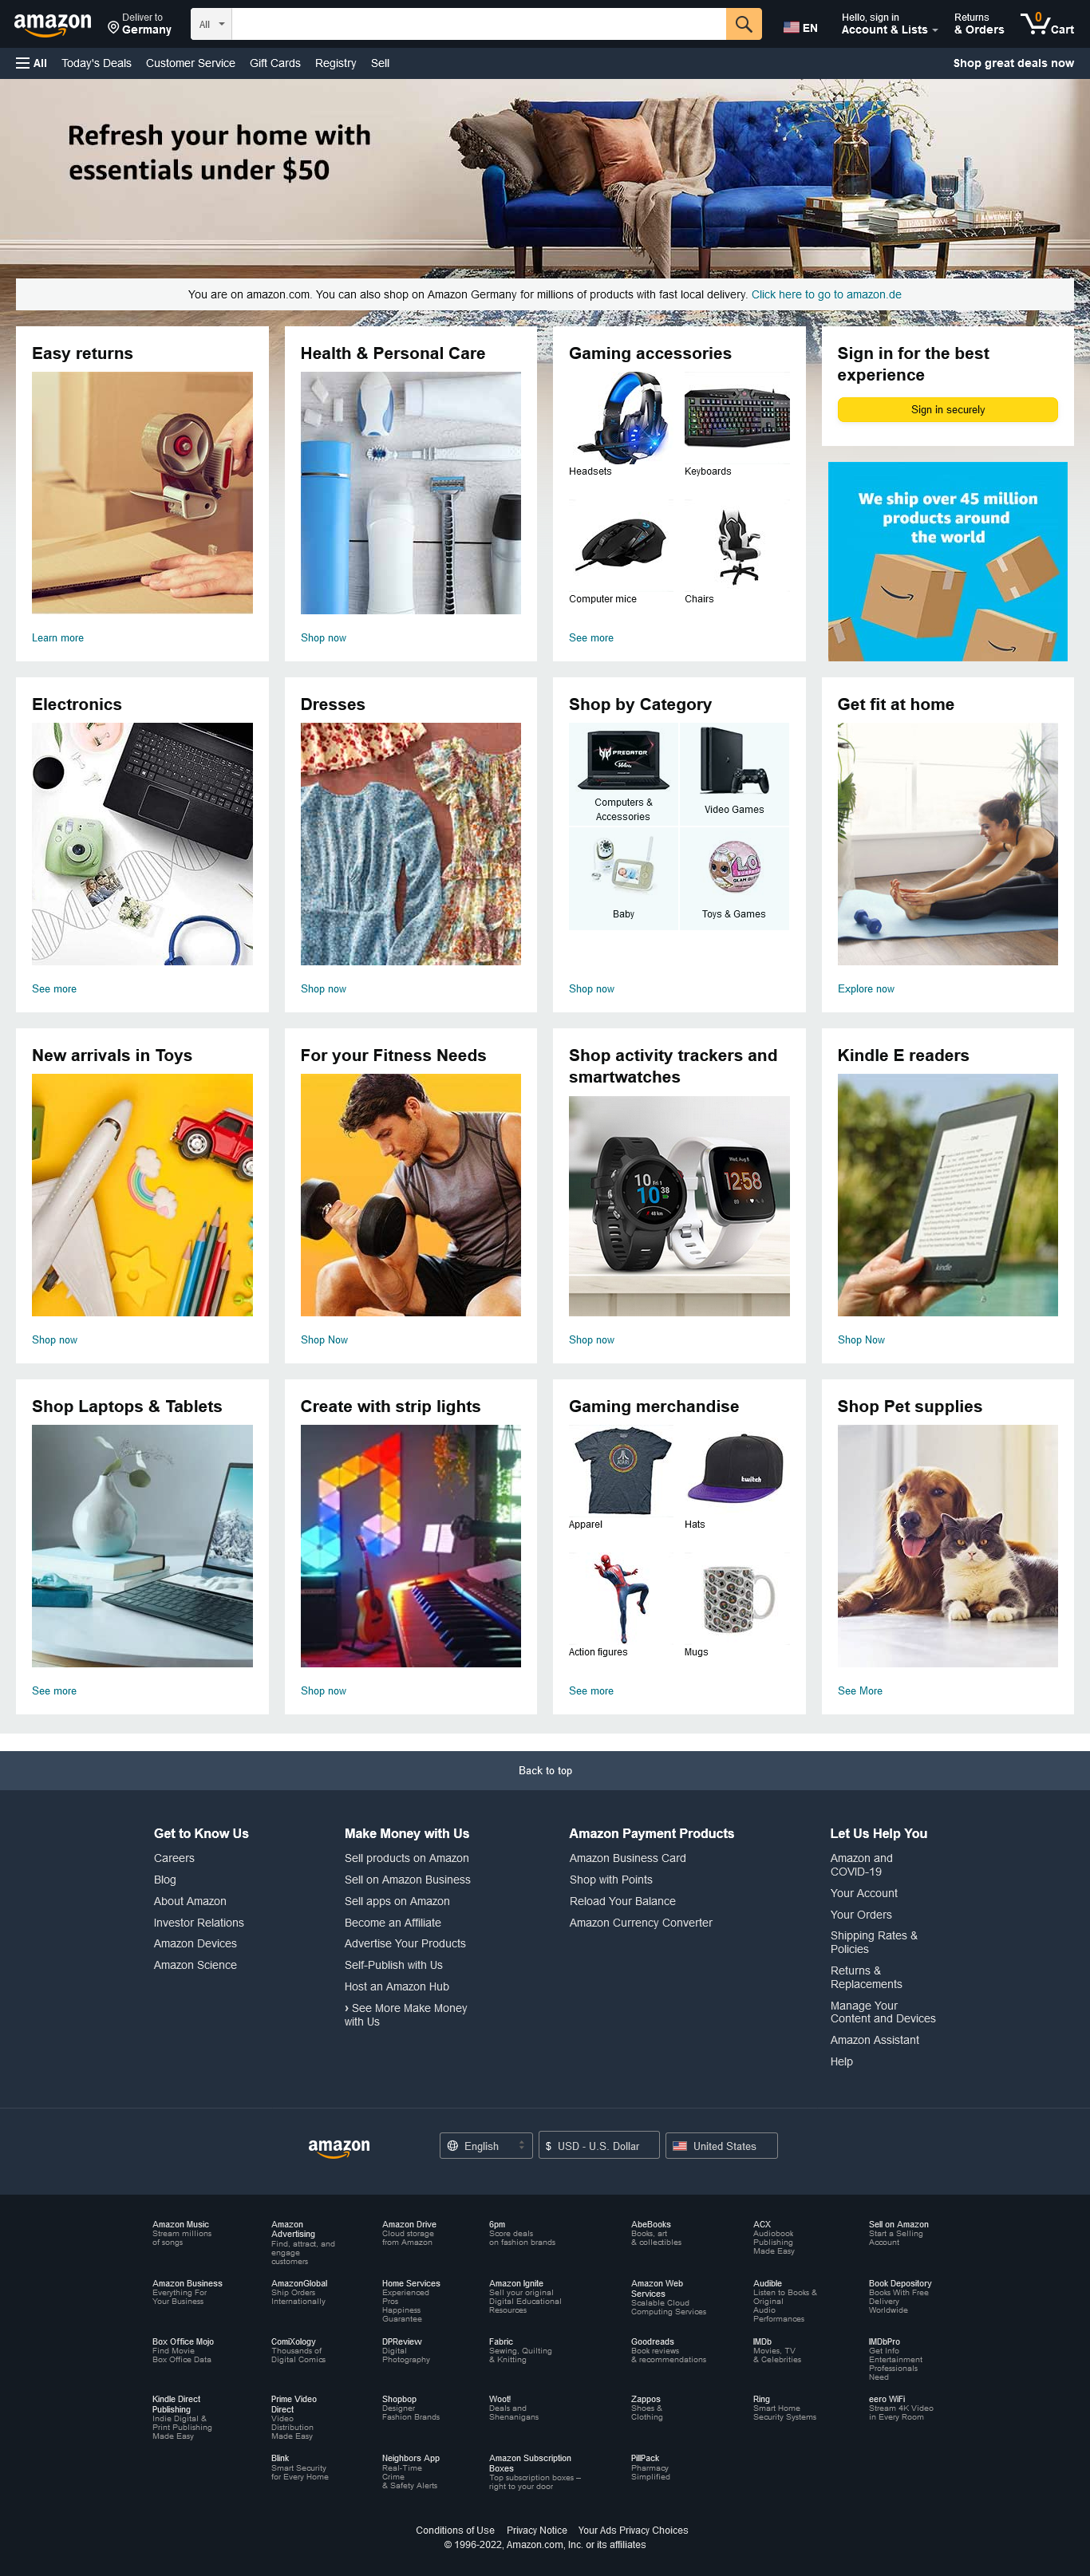 amazon
Deliver to
Germany
All
EN
Hello, sign in
Account & Lists
Returns
& Orders
0
Cart
All
Today's Deals
Customer Service
Gift Cards
Registry
Sell
Shop great deals now
Refresh your home with
essentials under $50
You are on amazon.com. You can also shop on Amazon Germany for millions of products with fast local delivery. Click here to go to amazon.de
Easy returns
Learn more
Health & Personal Care
Shop now
Gaming accessories
Headsets
Keyboards
Computer mice
Chairs
See more
Sign in for the best
experience
Sign in securely
We ship over 45 million
products around
the world
Electronics
See more
Dresses
Shop now
Shop by Category
PREDATOR
Computers &
Accessories
Video Games
Baby
Toys & Games
Shop now
Get fit at home
Explore now
New arrivals in Toys
Shop now
For your Fitness Needs
Shop Now
Shop activity trackers and
smartwatches
10
10
38
12:58
Shop now
Kindle E readers
kindle
Shop Now
Shop Laptops & Tablets
See more
Create with strip lights
Shop now
Gaming merchandise
ATARI
twitch
Apparel
Hats
Action figures
Mugs
See more
Shop Pet supplies
See More
Back to top
Get to Know Us
Careers
Blog
About Amazon
Investor Relations
Amazon Devices
Amazon Science
Make Money with Us
Sell products on Amazon
Sell on Amazon Business
Sell apps on Amazon
Become an Affiliate
Advertise Your Products
Self-Publish with Us
Host an Amazon Hub
› See More Make Money
with Us
Amazon Payment Products
Amazon Business Card
Shop with Points
Reload Your Balance
Amazon Currency Converter
Let Us Help You
Amazon and
COVID-19
Your Account
Your Orders
Shipping Rates &
Policies
Returns &
Replacements
Manage Your
Content and Devices
Amazon Assistant
Help
amazon
English
$ USD - U.S. Dollar
United States
Amazon Music
Stream millions
of songs
Amazon
Advertising
Find, attract, and
engage
customers
Amazon Drive
Cloud storage
from Amazon
6pm
Score deals
on fashion brands
AbeBooks
Books, art
& collectibles
ACX
Audiobook
Publishing
Made Easy
Sell on Amazon
Start a Selling
Account
Amazon Business
Everything For
Your Business
AmazonGlobal
Ship Orders
Internationally
Home Services
Experienced
Pros
Happiness
Guarantee
Amazon Ignite
Sell your original
Digital Educational
Resources
Amazon Web
Services
Scalable Cloud
Computing Services
Audible
Listen to Books &
Original
Audio
Performances
Book Depository
Books With Free
Delivery
Worldwide
Box Office Mojo
Find Movie
Box Office Data
ComiXology
Thousands of
Digital Comics
DPReview
Digital
Photography
Fabric
Sewing, Quilting
& Knitting
Goodreads
Book reviews
& recommendations
IMDb
Movies, TV
& Celebrities
IMDbPro
Get Info
Entertainment
Professionals
Need
Kindle Direct
Publishing
Indie Digital &
Print Publishing
Made Easy
Prime Video
Direct
Video
Distribution
Made Easy
Shopbop
Designer
Fashion Brands
Woot!
Deals and
Shenanigans
Zappos
Shoes &
Clothing
Ring
Smart Home
Security Systems
eero WiFi
Stream 4K Video
in Every Room
Blink
Smart Security
for Every Home
Neighbors App
Real-Time
Crime
& Safety Alerts
Amazon Subscription
Boxes
Top subscription boxes –
right to your door
PillPack
Pharmacy
Simplified
Conditions of Use
Privacy Notice
Your Ads Privacy Choices
© 1996-2022, Amazon.com, Inc. or its affiliates